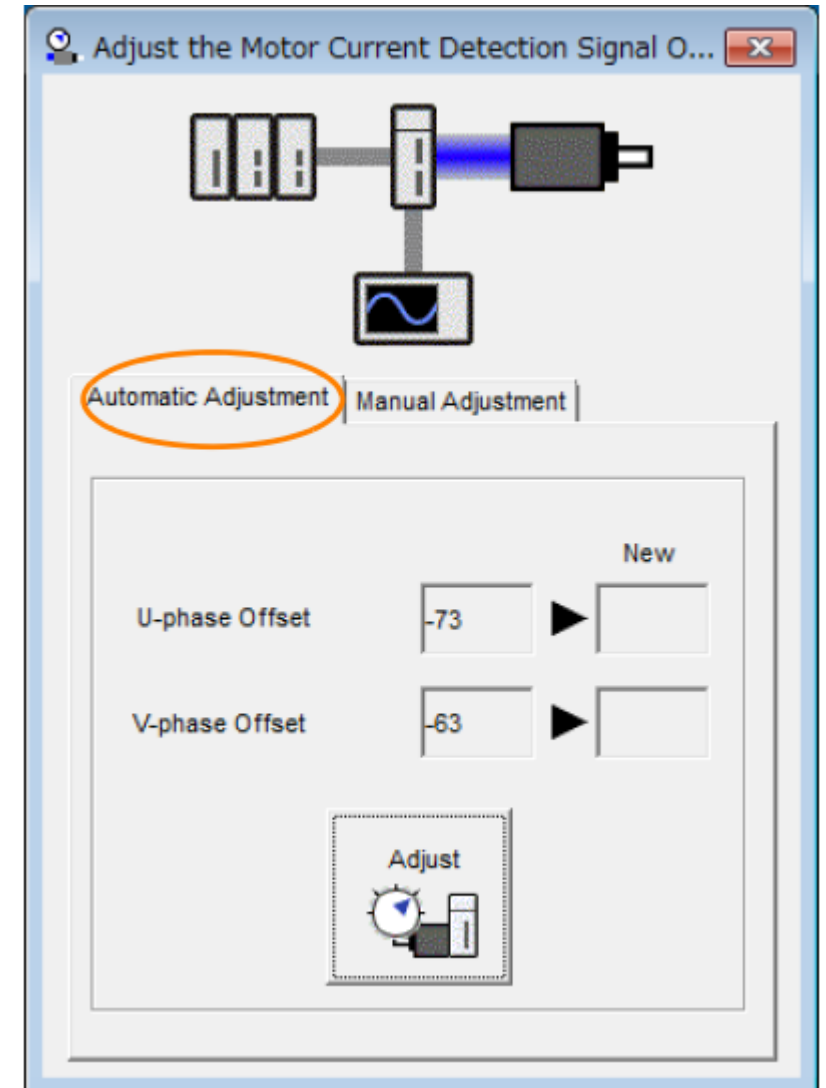 Adjust the Motor Current Detection Signal O...
Automatic Adjustment
Manual Adjustment
New
U-phase Offset
-73
V-phase Offset
-63
Adjust